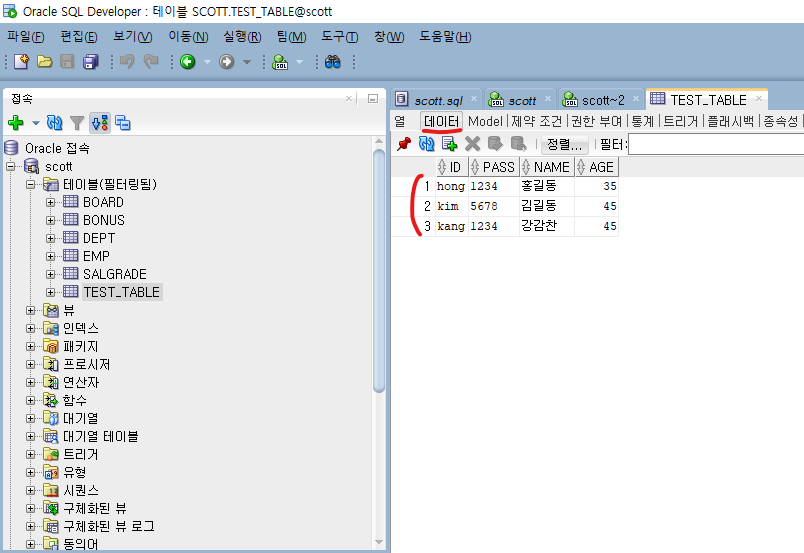 Oracle SQL Developer : 테이블 SCOTT.TEST_TABLE@scott
파일(F) 편집(E) 보기(V) 이동(N) 실행(R) 팀(M) 도구(T) 창(W) 도움말(H)
접속
Oracle 접속
scott
테이블(필터링됨)
BOARD
BONUS
DEPT
EMP
SALGRADE
TEST_TABLE
뷰
인덱스
패키지
프로시저
연산자
함수
대기열
대기열 테이블
트리거
유형
시퀀스
구체화된 뷰
구체화된 뷰 로그
동의어
scott.sql scott scott~2 TEST_TABLE
열 데이터 Model 제약 조건 권한 부여 통계 트리거 플래시백 종속성
정렬... 필터:
ID PASS NAME AGE
1 hong 1234 홍길동 35
2 kim 5678 김길동 45
3 kang 1234 강감찬 45